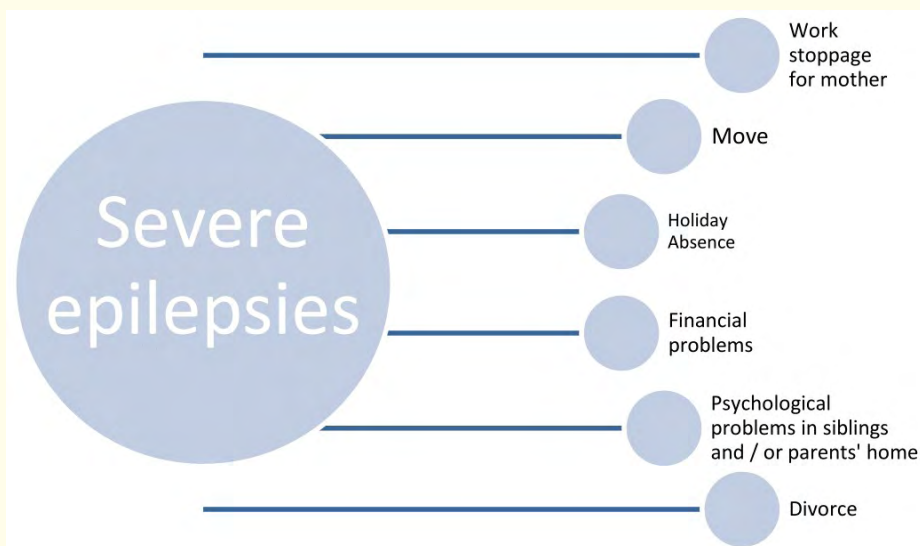 Severe
epilepsies
Work
stoppage
for mother
Move
Holiday
Absence
Financial
problems
Psychological
problems in siblings
and / or parents' home
Divorce